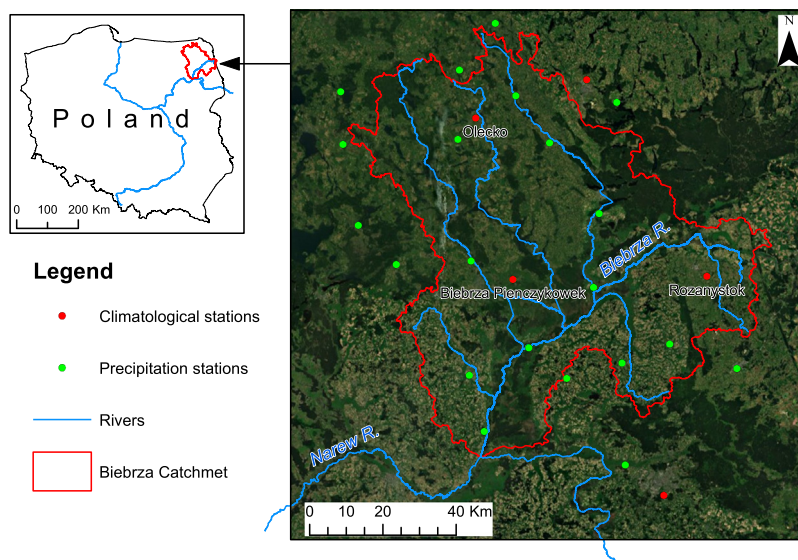 Poland
0 100 200 Km
Legend
Climatological stations
Precipitation stations
Rivers
Biebrza Catchmet
N
Olecko
Biebrza R.
Biebrza Pienczykowek
Rozanystok
Narew R.
0 10 20 40 Km